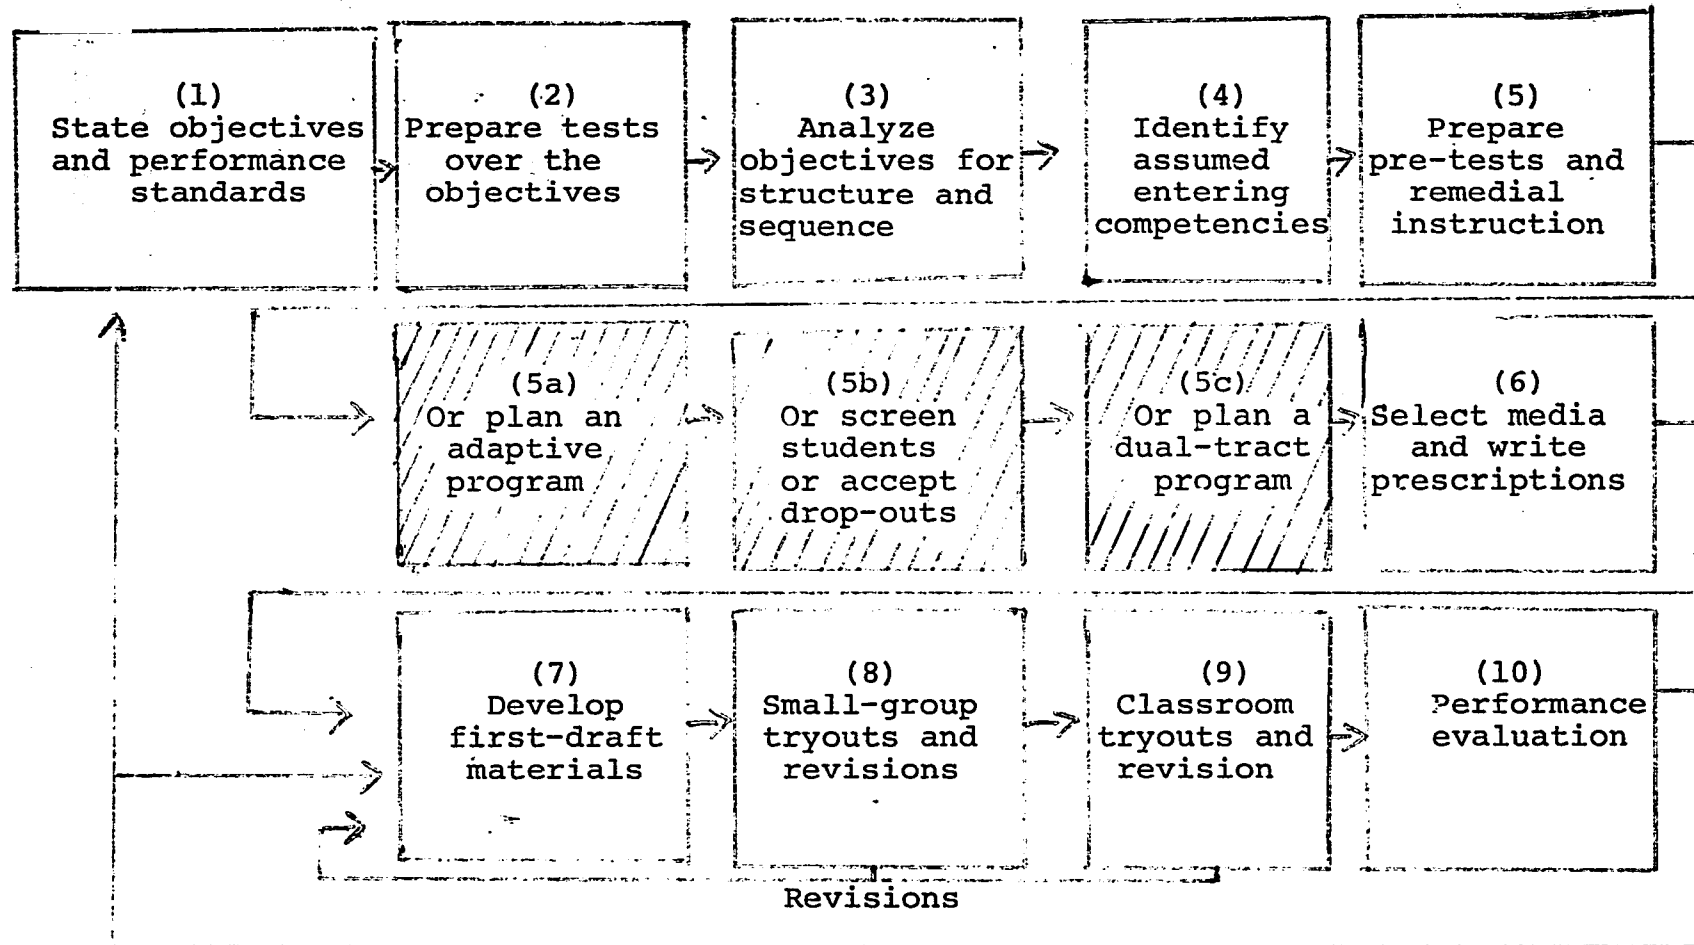 (1)
State objectives
and performance
standards
(2)
Prepare tests
over the
objectives
(3)
Analyze
objectives for
structure and
sequence
(4)
Identify
assumed
entering
competencies
(5)
Prepare
pre-tests and
remedial
instruction
(5a)
Or plan an
adaptive
program
(5b)
Or screen
students
or accept
drop-outs
(5c)
Or plan a
dual-tract
program
(6)
Select media
and write
prescriptions
(7)
Develop
first-draft
materials
(8)
Small-group
tryouts and
revisions
(9)
Classroom
tryouts and
revision
(10)
Performance
evaluation
Revisions